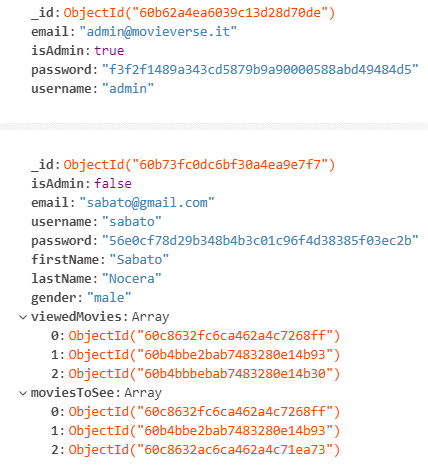 _id: ObjectId("60b62a4ea6039c13d28d70de")
email: "admin@movieverse.it"
isAdmin: true
password: "f3f2f1489a343cd5879b9a90000588abd49484d5"
username: "admin"
_id: ObjectId("60b73fc0dc6bf30a4ea9e7f7")
isAdmin: false
email: "sabato@gmail.com"
username: "sabato"
password: "56e0cf78d29b348b4b3c01c96f4d38385f03ec2b"
firstName: "Sabato"
lastName: "Nocera"
gender: "male"
viewedMovies: Array
0: ObjectId("60c8632fc6ca462a4c7268ff")
1: ObjectId("60b4bbe2bab7483280e14b93")
2: ObjectId("60b4bbbebab7483280e14b30")
moviesToSee: Array
0: ObjectId("60c8632fc6ca462a4c7268ff")
1: ObjectId("60b4bbe2bab7483280e14b93")
2: ObjectId("60c8632ac6ca462a4c71ea73")